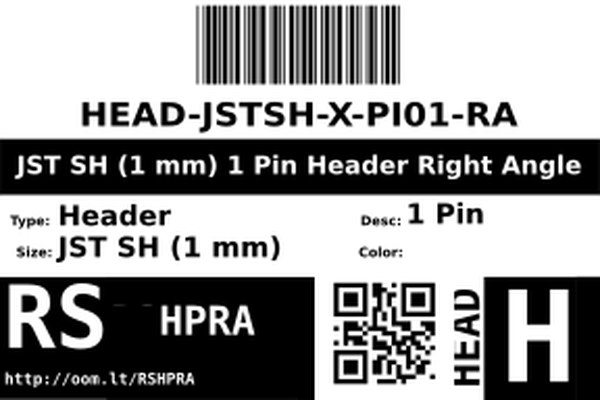 HEAD-JSTSH-X-PI01-RA
JST SH (1 mm) 1 Pin Header Right Angle
Type: Header
Desc: 1 Pin
Size: JST SH (1 mm)
Color:
RS HPRA
http://oom.lt/RSHPRA
HEAD
H